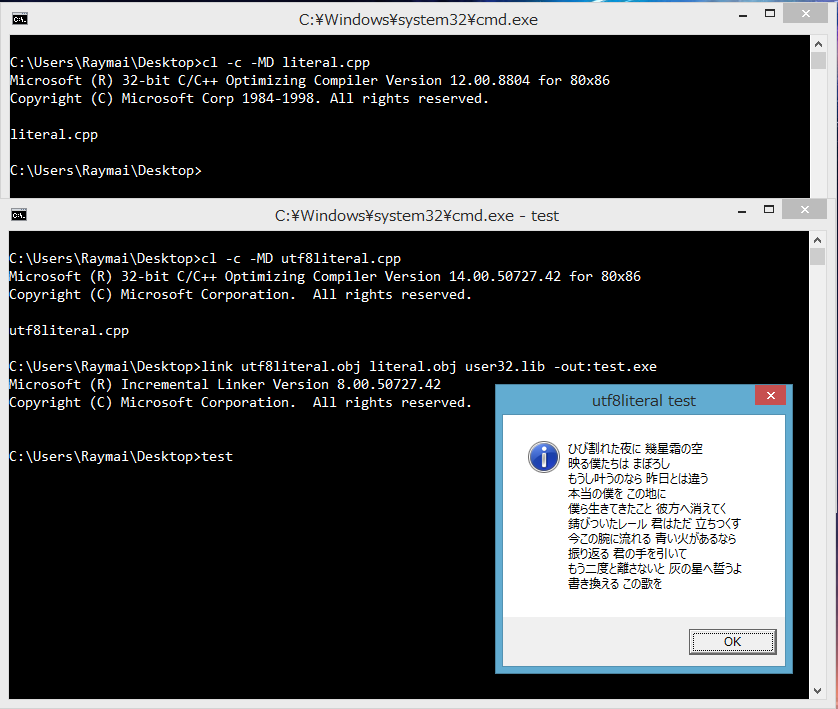 C:¥Windows¥system32¥cmd.exe
C:\Users\Raymai\Desktop>cl -c -MD literal.cpp
Microsoft (R) 32-bit C/C++ Optimizing Compiler Version 12.00.8804 for 80x86
Copyright (C) Microsoft Corp 1984-1998. All rights reserved.
literal.cpp
C:\Users\Raymai\Desktop>
C:¥Windows¥system32¥cmd.exe - test
C:\Users\Raymai\Desktop>cl -c -MD utf8literal.cpp
Microsoft (R) 32-bit C/C++ Optimizing Compiler Version 14.00.50727.42 for 80x86
Copyright (C) Microsoft Corporation.  All rights reserved.
utf8literal.cpp
C:\Users\Raymai\Desktop>link utf8literal.obj literal.obj user32.lib -out:test.exe
Microsoft (R) Incremental Linker Version 8.00.50727.42
Copyright (C) Microsoft Corporation.  All rights reserved.
C:\Users\Raymai\Desktop>test
utf8literal test
ひび割れた夜に 幾星霜の空
映る僕たちは まぼろし
もうし叶うのなら 昨日とは違う
本当の僕を この地に
僕ら生きてきたこと 彼方へ消えてく
錆びついたレール 君はただ 立ちつくす
今この腕に流れる 青い火があるなら
振り返る 君の手を引いて
もう二度と離さないと 灰の星へ誓うよ
書き換える この歌を
OK